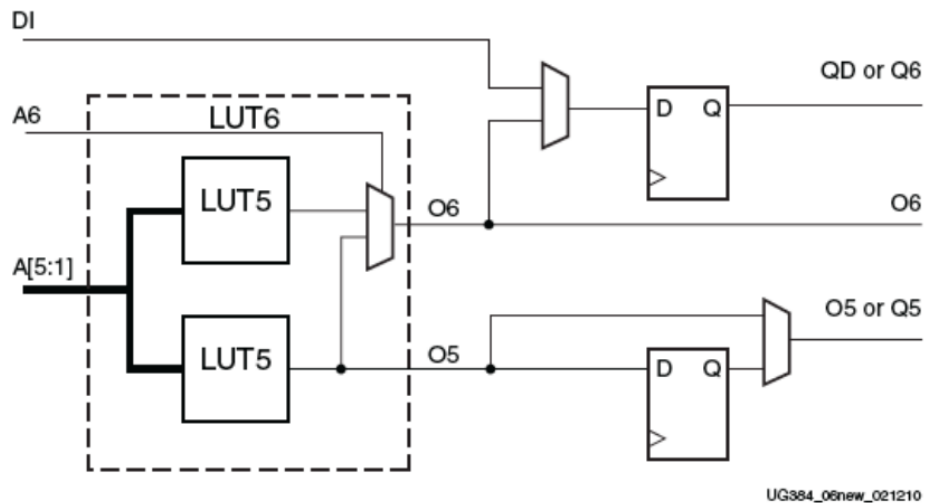 DI
QD or Q6
A6
LUT6
D Q
LUT5
O6
O6
A[5:1]
O5 or Q5
LUT5
O5
D Q
UG384_06new_021210